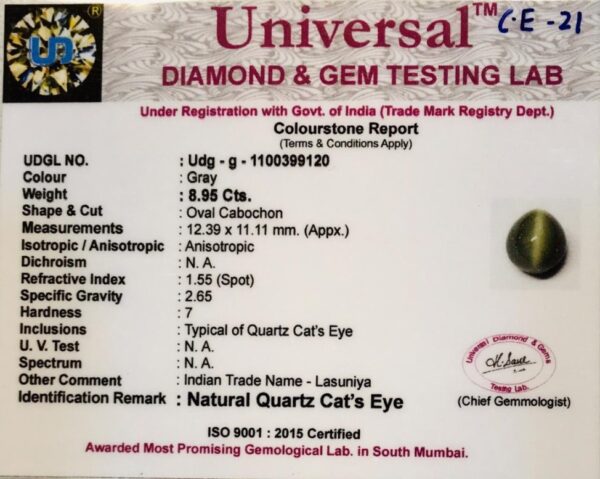 Universal™ C.E-21
UD ®
DIAMOND & GEM TESTING LAB
Under Registration with Govt. of India (Trade Mark Registry Dept.)
Colourstone Report
(Terms & Conditions Apply)
UDGL NO. : Udg - g - 1100399120
Colour : Gray
Weight : 8.95 Cts.
Shape & Cut : Oval Cabochon
Measurements : 12.39 x 11.11 mm. (Appx.)
Isotropic / Anisotropic : Anisotropic
Dichroism : N. A.
Refractive Index : 1.55 (Spot)
Specific Gravity : 2.65
Hardness : 7
Inclusions : Typical of Quartz Cat's Eye
U. V. Test : N. A.
Spectrum : N. A.
Other Comment : Indian Trade Name - Lasuniya
Identification Remark : Natural Quartz Cat's Eye
Universal Diamond & Gems
Testing Lab.
(Chief Gemmologist)
ISO 9001 : 2015 Certified
Awarded Most Promising Gemological Lab. in South Mumbai.